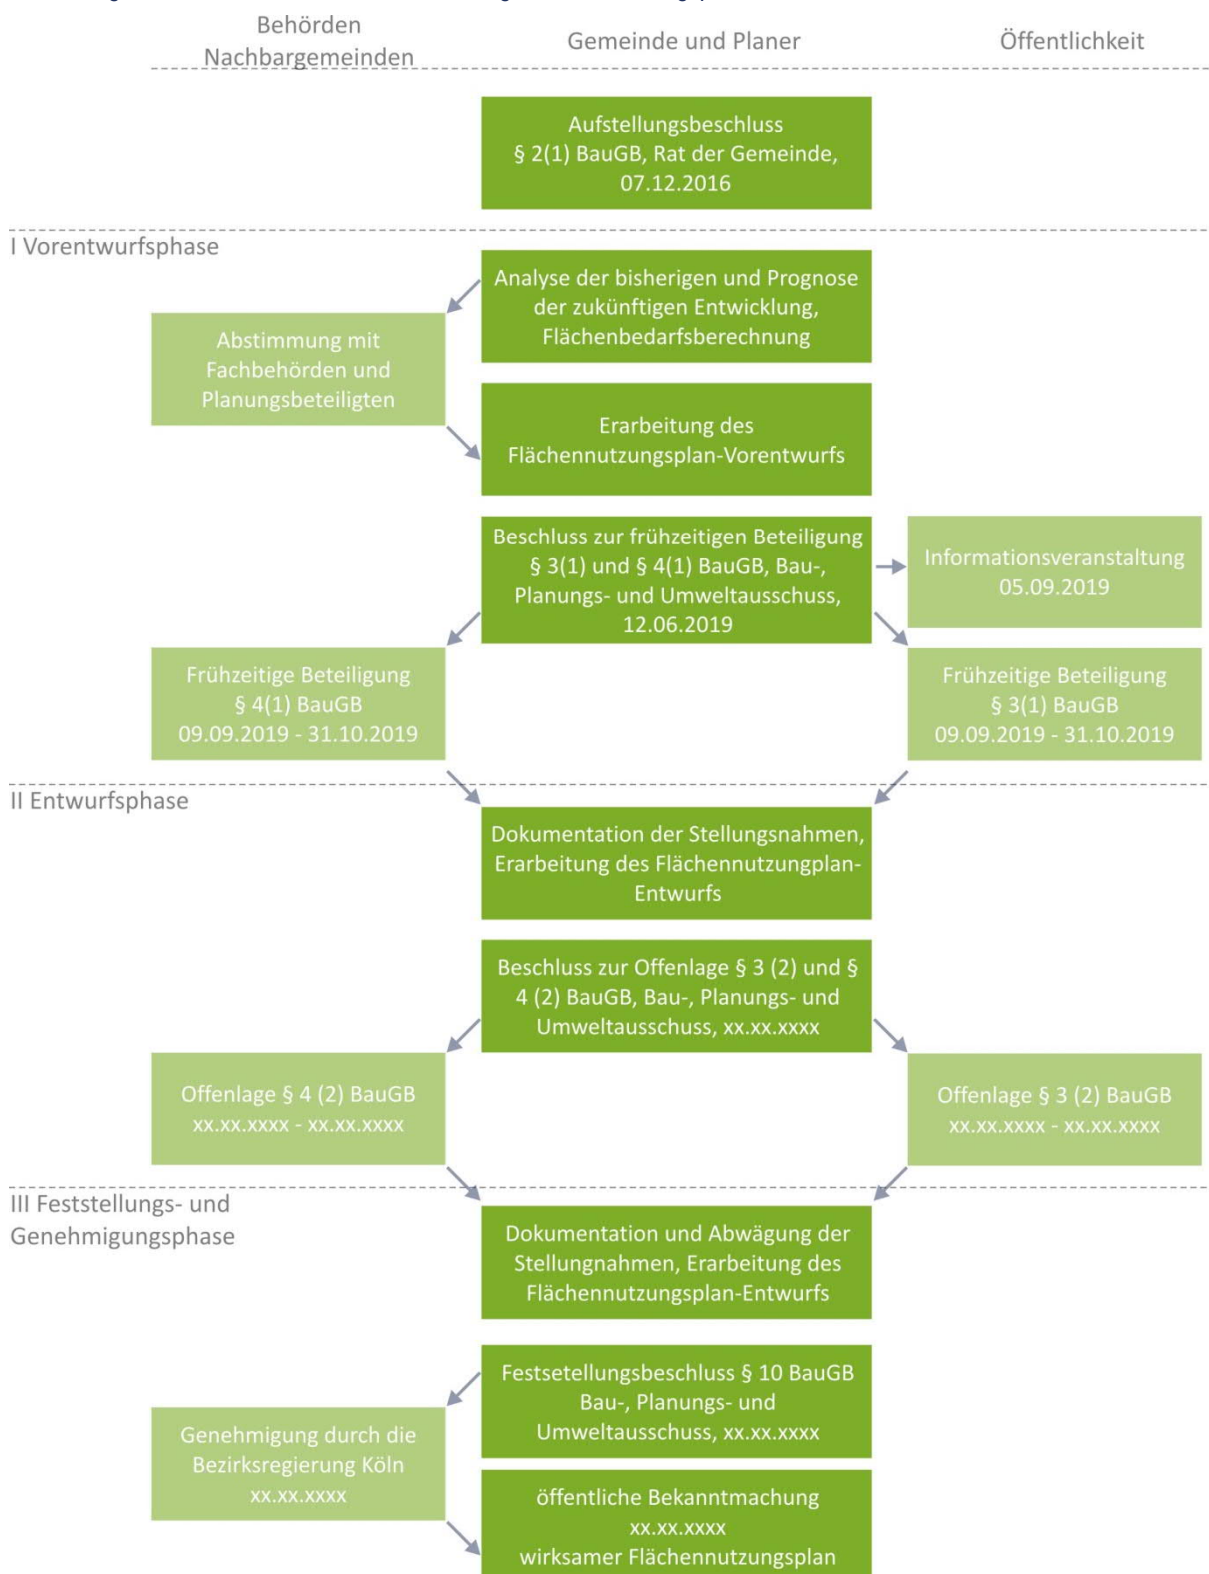 Behörden
Nachbargemeinden
Gemeinde und Planer
Öffentlichkeit
Aufstellungsbeschluss
§ 2(1) BauGB, Rat der Gemeinde,
07.12.2016
I Vorentwurfsphase
Analyse der bisherigen und Prognose
der zukünftigen Entwicklung,
Flächenbedarfsberechnung
Abstimmung mit
Fachbehörden und
Planungsbeteiligten
Erarbeitung des
Flächennutzungsplan-Vorentwurfs
Beschluss zur frühzeitigen Beteiligung
§ 3(1) und § 4(1) BauGB, Bau-,
Planungs- und Umweltausschuss,
12.06.2019
Informationsveranstaltung
05.09.2019
Frühzeitige Beteiligung
§ 4(1) BauGB
09.09.2019 - 31.10.2019
Frühzeitige Beteiligung
§ 3(1) BauGB
09.09.2019 - 31.10.2019
II Entwurfsphase
Dokumentation der Stellungsnahmen,
Erarbeitung des Flächennutzungplan-
Entwurfs
Beschluss zur Offenlage § 3 (2) und §
4 (2) BauGB, Bau-, Planungs- und
Umweltausschuss, xx.xx.xxxx
Offenlage § 4 (2) BauGB
xx.xx.xxxx - xx.xx.xxxx
Offenlage § 3 (2) BauGB
xx.xx.xxxx - xx.xx.xxxx
III Feststellungs- und
Genehmigungsphase
Dokumentation und Abwägung der
Stellungnahmen, Erarbeitung des
Flächennutzungsplan-Entwurfs
Festsetellungsbeschluss § 10 BauGB
Bau-, Planungs- und
Umweltausschuss, xx.xx.xxxx
Genehmigung durch die
Bezirksregierung Köln
xx.xx.xxxx
öffentliche Bekanntmachung
xx.xx.xxxx
wirksamer Flächennutzungsplan